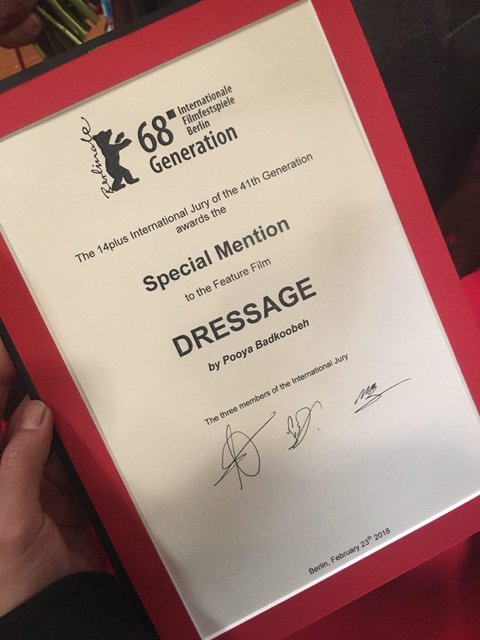 Berlinale
68 Internationale
Filmfestspiele
Berlin
Generation
The 14plus International Jury of the 41th Generation
awards the
Special Mention
to the Feature Film
DRESSAGE
by Pooya Badkoobeh
The three members of the International Jury
Berlin, February 23th 2018